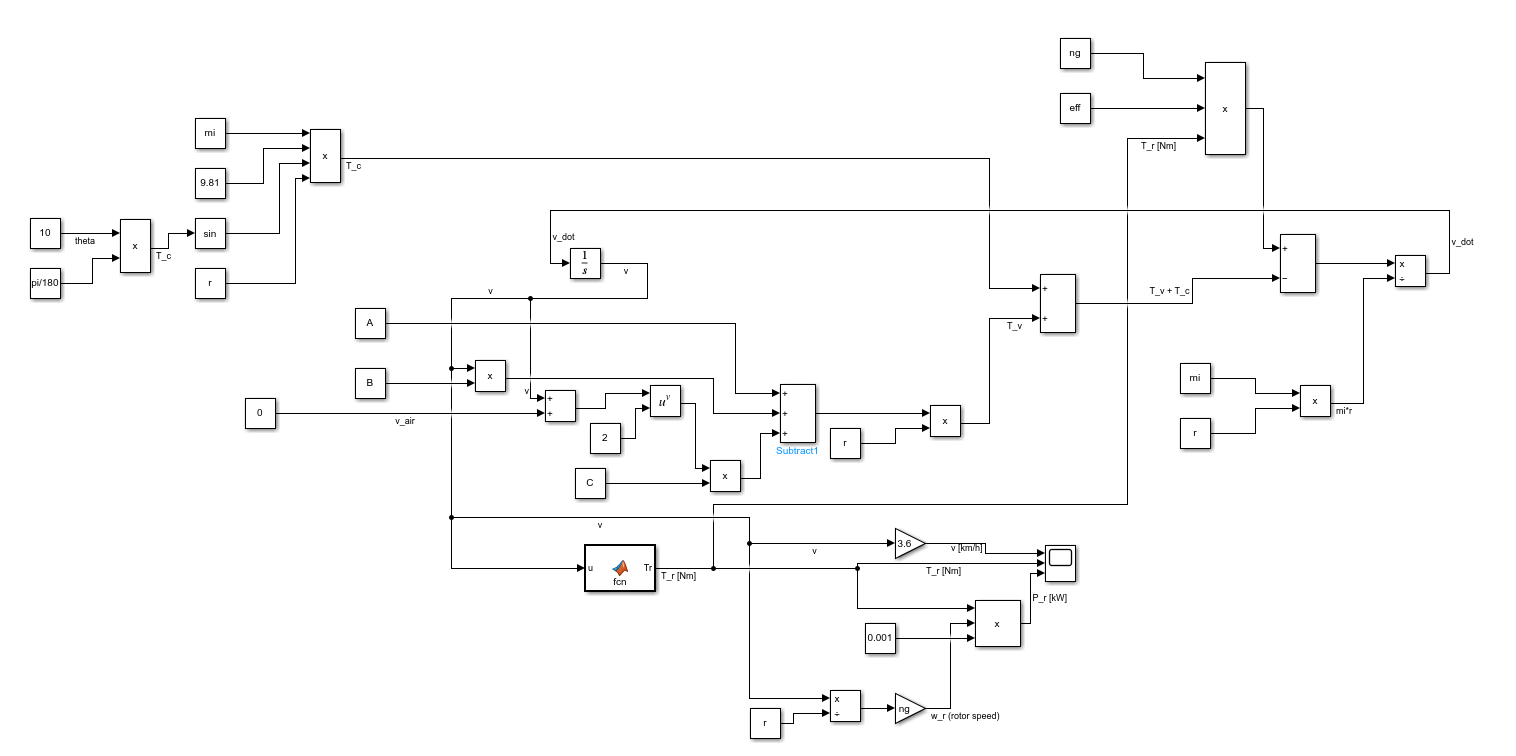 ng
x
eff
T_r [Nm]
mi
x
T_c
9.81
10
theta
x
T_c
sin
pi/180
r
v_dot
1
s
v
v
+
−
x
÷
v_dot
T_v + T_c
+
+
T_v
A
B
x
v
+
+
0
v_air
u^v
2
C
x
+
+
+
Subtract1
r
x
mi
r
x
mi*r
v
v
3.6
v [km/h]
u
fcn
Tr
T_r [Nm]
T_r [Nm]
P_r [kW]
x
0.001
x
÷
r
ng
w_r (rotor speed)